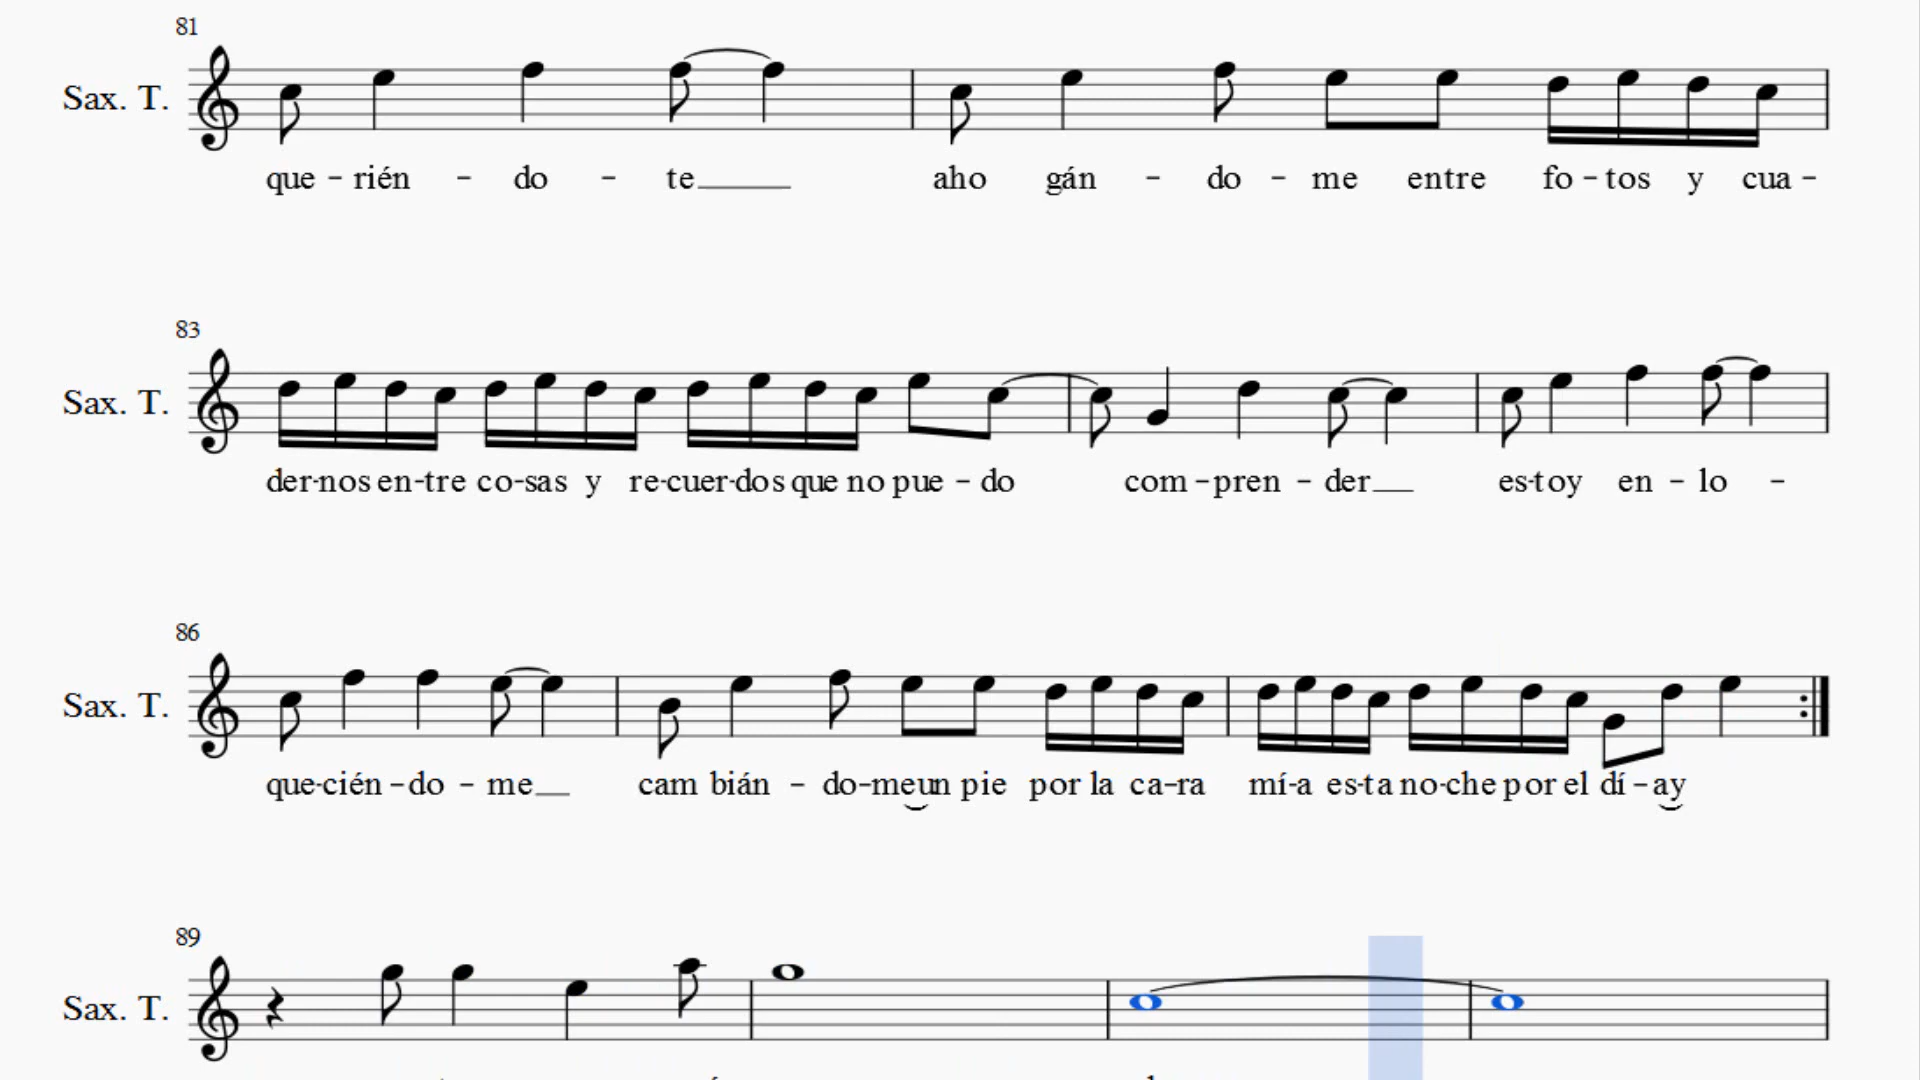 81
Sax. T.
que - rién - do - te
aho gán - do - me entre fo - tos y cua -
83
Sax. T.
der-nos en-tre co-sas y re-cuer-dos que no pue - do com - pren - der es-toy en - lo -
86
Sax. T.
que-cién - do - me cam bián - do-meun pie por la ca-ra mí-a es-ta no-che por el dí - ay
89
Sax. T.